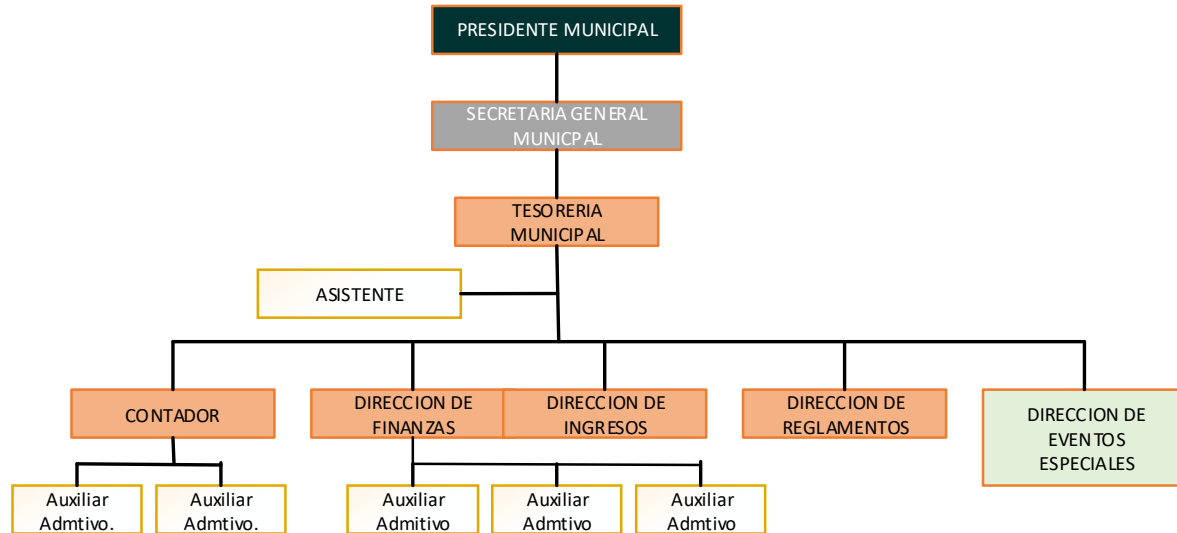 PRESIDENTE MUNICIPAL
SECRETARIA GENERAL
MUNICPAL
TESORERIA
MUNICIPAL
ASISTENTE
CONTADOR
DIRECCION DE
FINANZAS
DIRECCION DE
INGRESOS
DIRECCION DE
REGLAMENTOS
DIRECCION DE
EVENTOS
ESPECIALES
Auxiliar
Admtivo.
Auxiliar
Admtivo.
Auxiliar
Admitivo
Auxiliar
Admtivo
Auxiliar
Admtivo